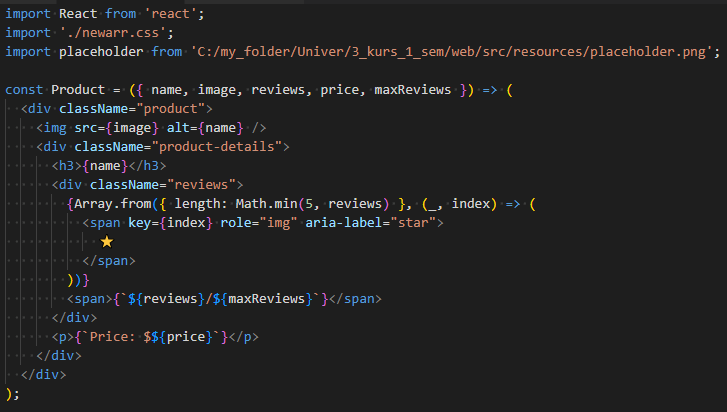 import React from 'react';
import './newarr.css';
import placeholder from 'C:/my_folder/Univer/3_kurs_1_sem/web/src/resources/placeholder.png';

const Product = ({ name, image, reviews, price, maxReviews }) => (
  <div className="product">
    <img src={image} alt={name} />
    <div className="product-details">
      <h3>{name}</h3>
      <div className="reviews">
        {Array.from({ length: Math.min(5, reviews) }, (_, index) => (
          <span key={index} role="img" aria-label="star">
            ⭐
          </span>
        ))}
        <span>{`${reviews}/${maxReviews}`}</span>
      </div>
      <p>{`Price: $${price}`}</p>
    </div>
  </div>
);